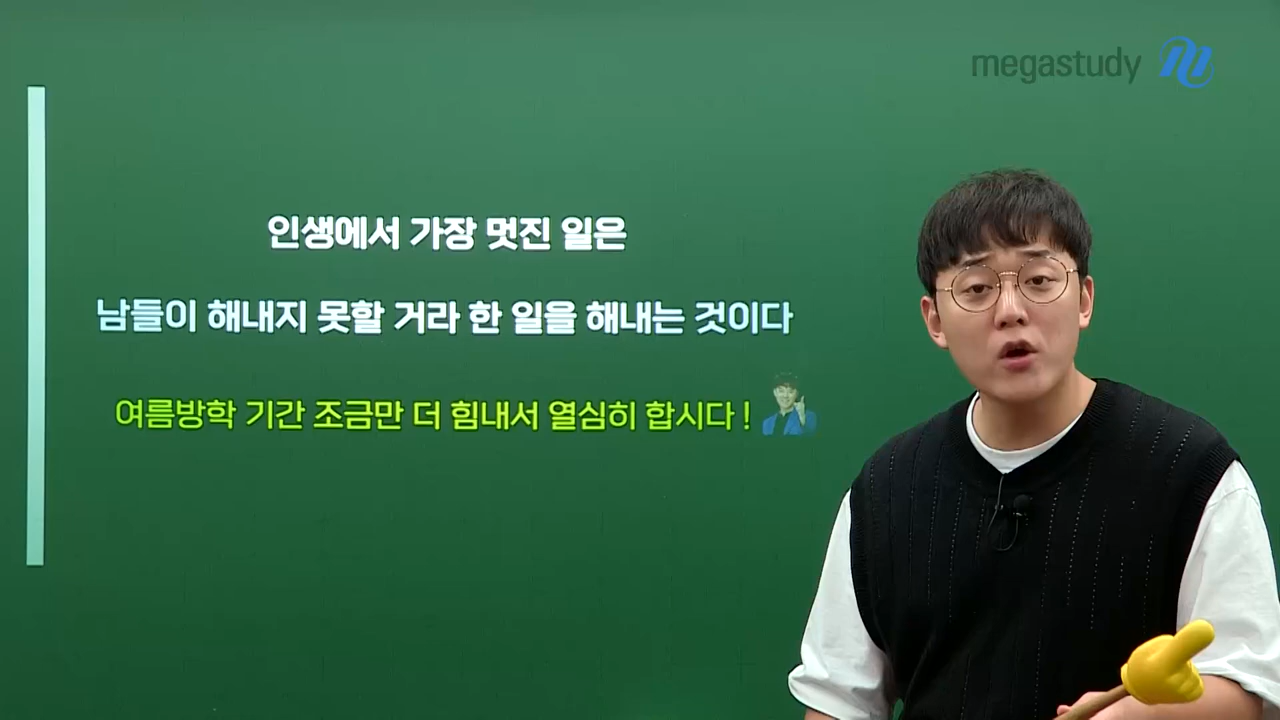 megastudy
인생에서 가장 멋진 일은
남들이 해내지 못할 거라 한 일을 해내는 것이다
여름방학 기간 조금만 더 힘내서 열심히 합시다 !